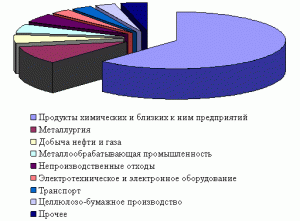 Продукты химических и близких к ним предприятий
Металлургия
Добыча нефти и газа
Металлообрабатывающая промышленность
Непроизводственные отходы
Электротехническое и электронное оборудование
Транспорт
Целлюлозо-бумажное производство
Прочее